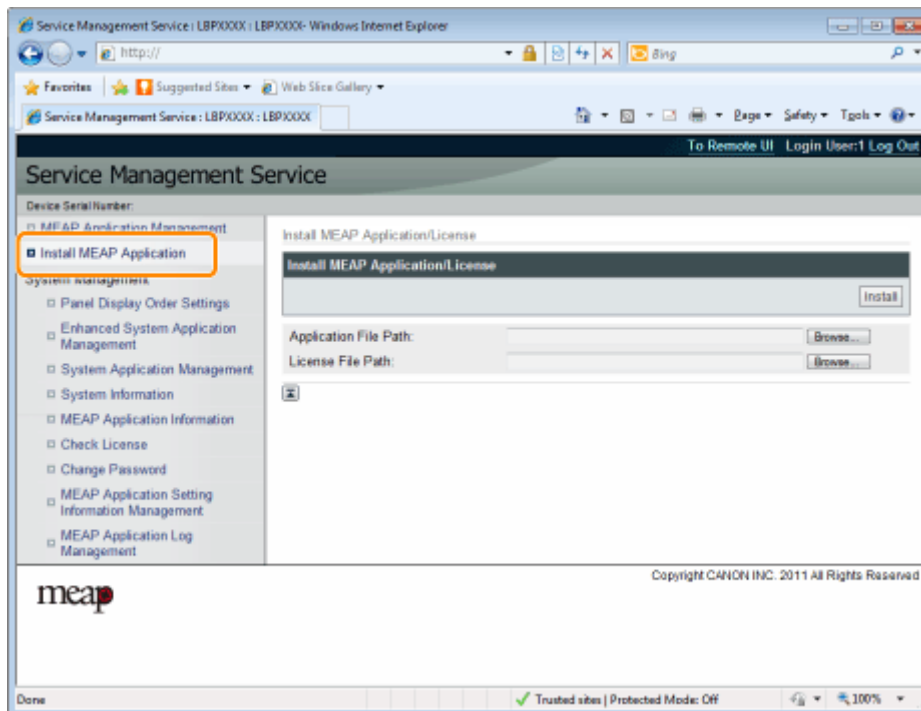 Service Management Service : LBPXXXX : LBPXXXX- Windows Internet Explorer
http://
Bing
Favorites Suggested Sites Web Slice Gallery
Service Management Service : LBPXXXX : LBPXXXX
Page Safety Tools
To Remote UI Login User:1 Log Out
Service Management Service
Device Serial Number:
MEAP Application Management
Install MEAP Application
System Management
Panel Display Order Settings
Enhanced System Application
Management
System Application Management
System Information
MEAP Application Information
Check License
Change Password
MEAP Application Setting
Information Management
MEAP Application Log
Management
Install MEAP Application/License
Install MEAP Application/License
Install
Application File Path: Browse...
License File Path: Browse...
Copyright CANON INC. 2011 All Rights Reserved
meap
Done Trusted sites | Protected Mode: Off 100%